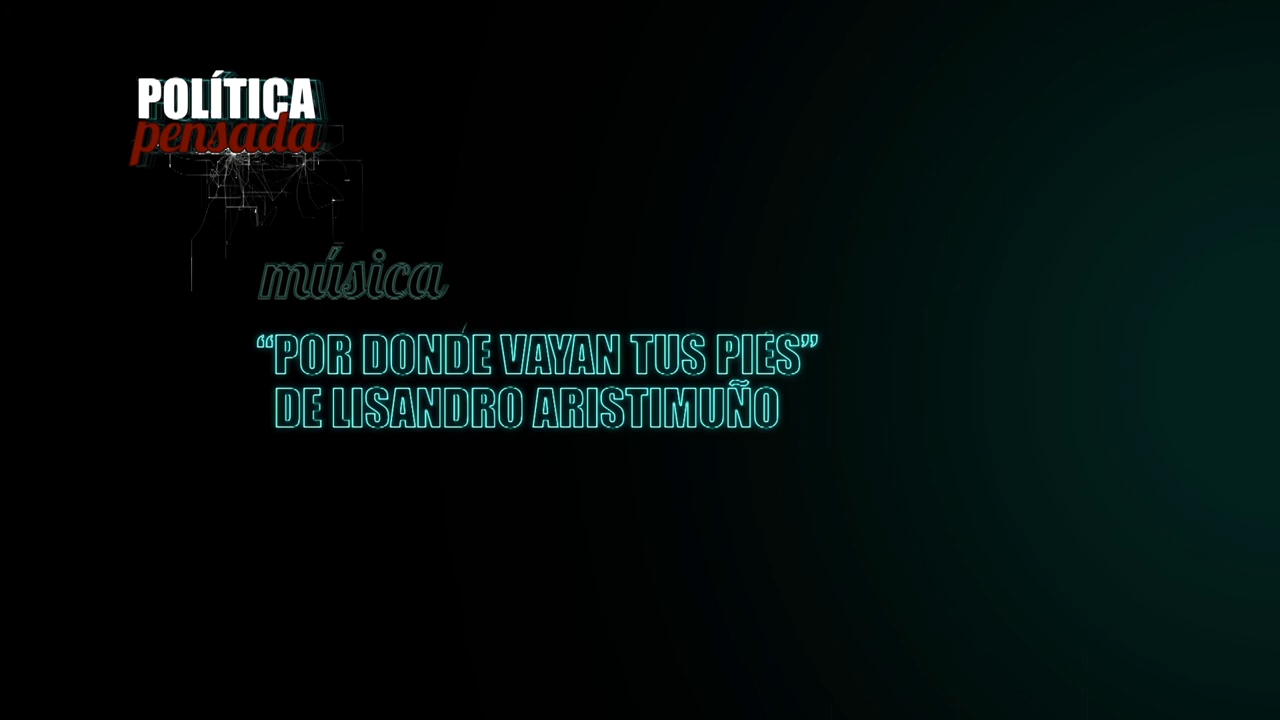 POLÍTICA
pensada
música
“POR DONDE VAYAN TUS PIES”
DE LISANDRO ARISTIMUÑO